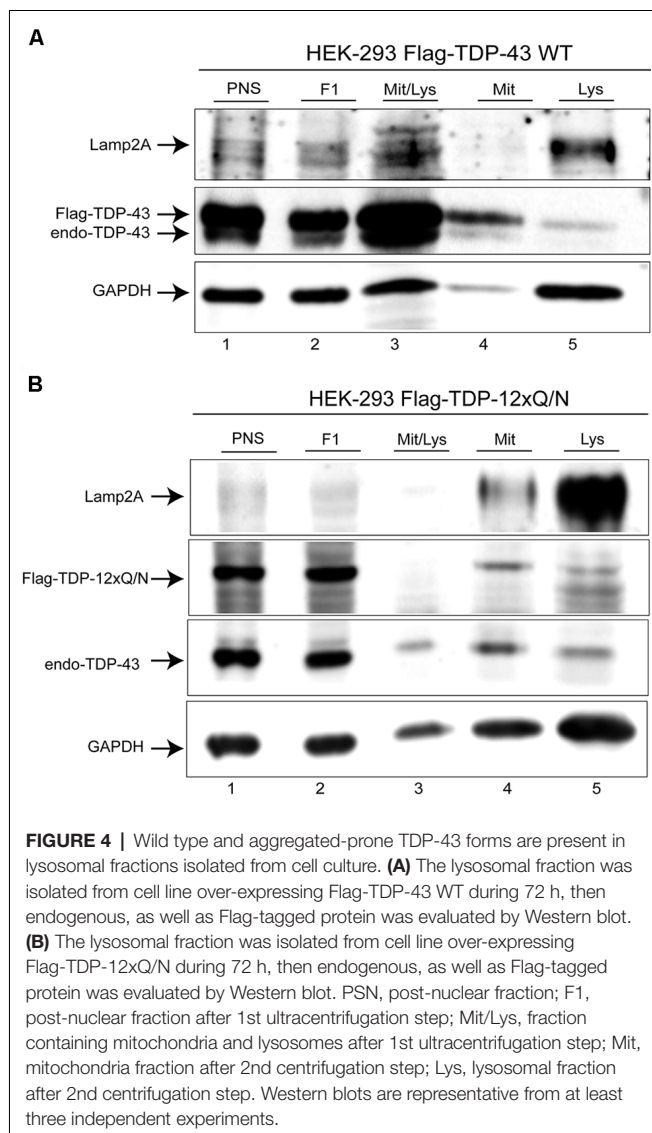 A
HEK-293 Flag-TDP-43 WT
PNS F1 Mit/Lys Mit Lys
Lamp2A
Flag-TDP-43
endo-TDP-43
GAPDH
1 2 3 4 5
B
HEK-293 Flag-TDP-12xQ/N
PNS F1 Mit/Lys Mit Lys
Lamp2A
Flag-TDP-12xQ/N
endo-TDP-43
GAPDH
1 2 3 4 5
FIGURE 4 | Wild type and aggregated-prone TDP-43 forms are present in
lysosomal fractions isolated from cell culture. (A) The lysosomal fraction was
isolated from cell line over-expressing Flag-TDP-43 WT during 72 h, then
endogenous, as well as Flag-tagged protein was evaluated by Western blot.
(B) The lysosomal fraction was isolated from cell line over-expressing
Flag-TDP-12xQ/N during 72 h, then endogenous, as well as Flag-tagged
protein was evaluated by Western blot. PSN, post-nuclear fraction; F1,
post-nuclear fraction after 1st ultracentrifugation step; Mit/Lys, fraction
containing mitochondria and lysosomes after 1st ultracentrifugation step; Mit,
mitochondria fraction after 2nd centrifugation step; Lys, lysosomal fraction
after 2nd centrifugation step. Western blots are representative from at least
three independent experiments.